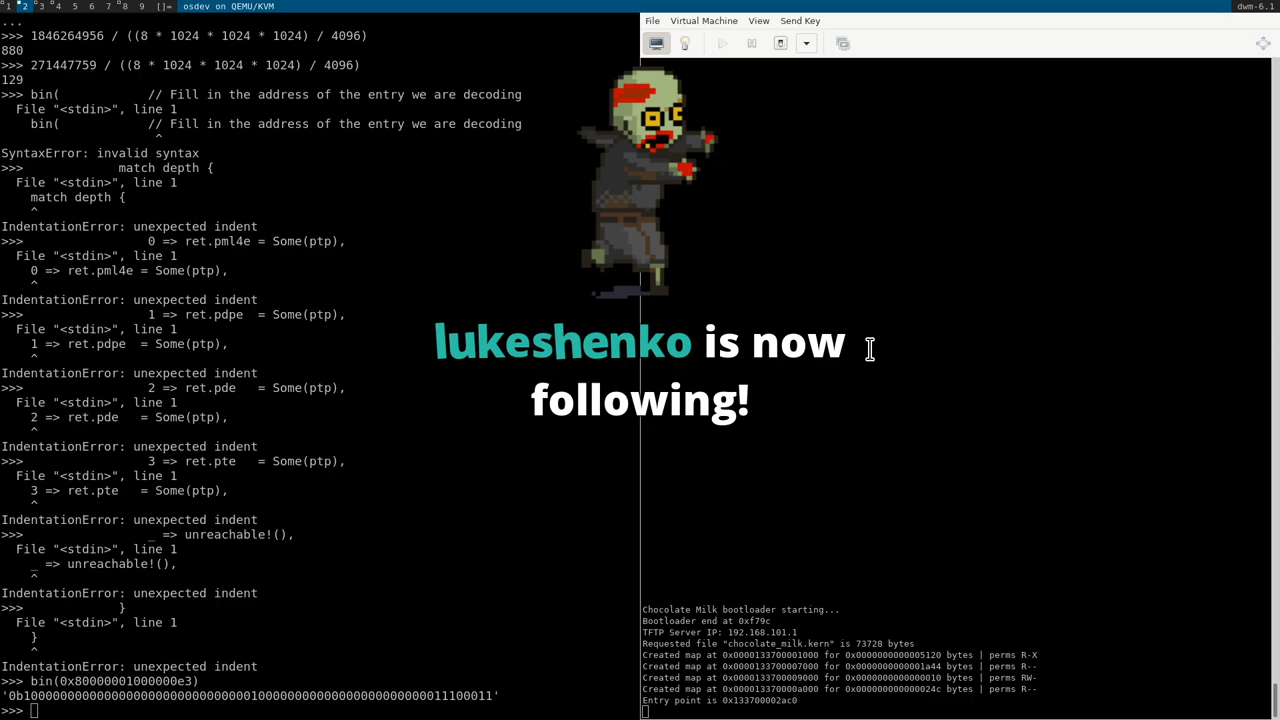 1 2 3 4 5 6 7 8 9 []= osdev on QEMU/KVM
dwm-6.1
...
>>> 1846264926 / ((8 * 1024 * 1024 * 1024) / 4096)
880
>>> 271447759 / ((8 * 1024 * 1024 * 1024) / 4096)
129
>>> bin(            // Fill in the address of the entry we are decoding
  File "<stdin>", line 1
    bin(            // Fill in the address of the entry we are decoding
                     ^
SyntaxError: invalid syntax
>>>             match depth {
  File "<stdin>", line 1
    match depth {
    ^
IndentationError: unexpected indent
>>>                 0 => ret.pml4e = Some(ptp),
  File "<stdin>", line 1
    0 => ret.pml4e = Some(ptp),
    ^
IndentationError: unexpected indent
>>>                 1 => ret.pdpe  = Some(ptp),
  File "<stdin>", line 1
    1 => ret.pdpe  = Some(ptp),
    ^
IndentationError: unexpected indent
>>>                 2 => ret.pde   = Some(ptp),
  File "<stdin>", line 1
    2 => ret.pde   = Some(ptp),
    ^
IndentationError: unexpected indent
>>>                 3 => ret.pte   = Some(ptp),
  File "<stdin>", line 1
    3 => ret.pte   = Some(ptp),
    ^
IndentationError: unexpected indent
>>>                 _ => unreachable!(),
  File "<stdin>", line 1
    _ => unreachable!(),
    ^
IndentationError: unexpected indent
>>>             }
  File "<stdin>", line 1
    }
    ^
IndentationError: unexpected indent
>>> bin(0x80000001000000e3)
'0b1000000000000000000000000000000100000000000000000000000011100011'
>>>
lukeshenko is now
following!
File Virtual Machine View Send Key
Chocolate Milk bootloader starting...
Bootloader end at 0xf79c
TFTP Server IP: 192.168.101.1
Requested file "chocolate_milk.kern" is 73728 bytes
Created map at 0x0000133700001000 for 0x0000000000005120 bytes | perms R-X
Created map at 0x0000133700007000 for 0x0000000000001a44 bytes | perms R--
Created map at 0x0000133700009000 for 0x0000000000000010 bytes | perms RW-
Created map at 0x000013370000a000 for 0x000000000000024c bytes | perms R--
Entry point is 0x133700002ac0